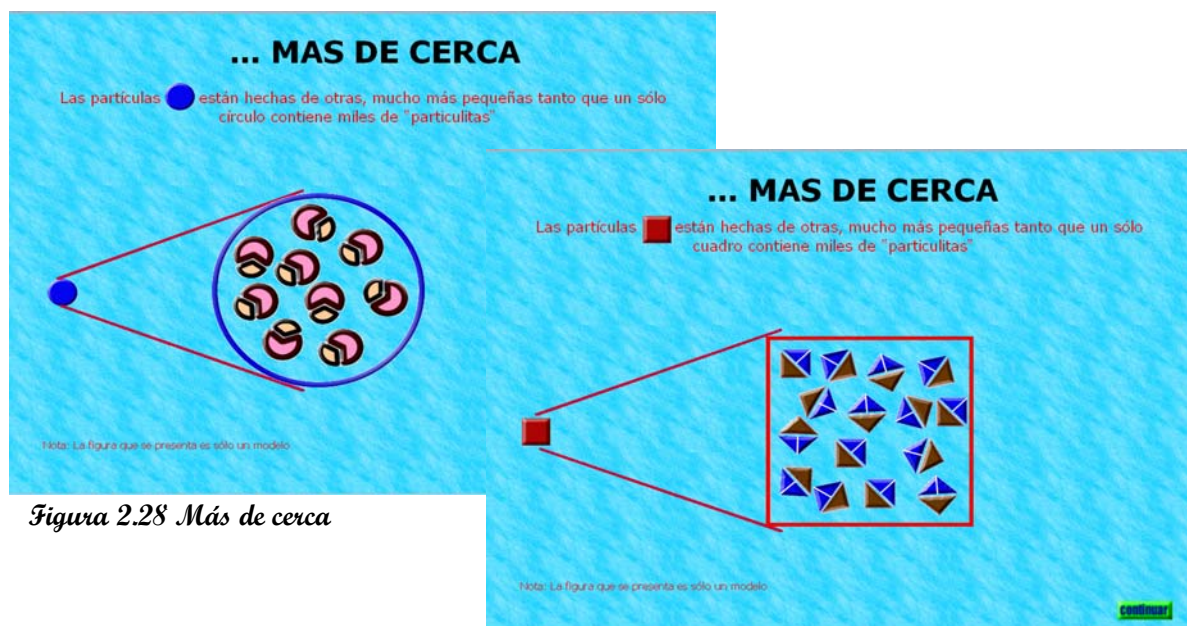 ... MAS DE CERCA
Las partículas están hechas de otras, mucho más pequeñas tanto que un sólo
círculo contiene miles de "particulitas"
Nota: La figura que se presenta es sólo un modelo
Figura 2.28 Más de cerca
... MAS DE CERCA
Las partículas están hechas de otras, mucho más pequeñas tanto que un sólo
cuadro contiene miles de "particulitas"
Nota: La figura que se presenta es sólo un modelo
continuar